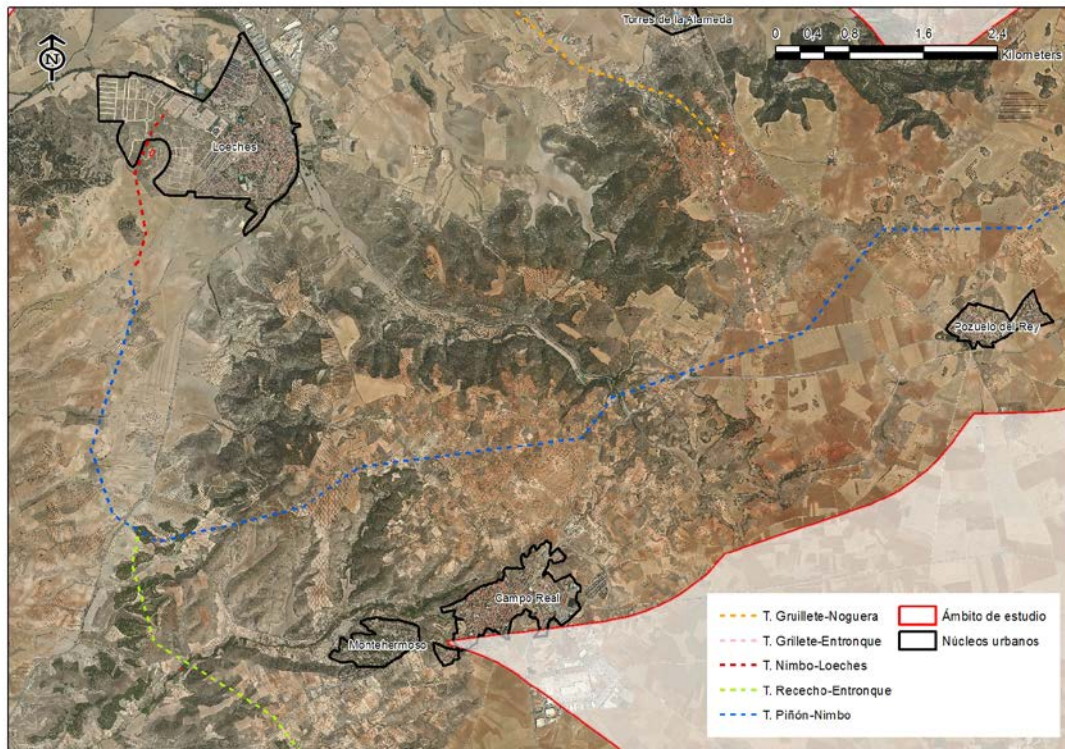 Torres de la Alameda
0 0,4 0,8 1,6 2,4
Kilometers
N
Loeches
Pozuelo del Rey
Campo Real
Montehermoso
T. Gruillete-Noguera
T. Grillete-Entronque
T. Nimbo-Loeches
T. Rececho-Entronque
T. Piñón-Nimbo
Ámbito de estudio
Núcleos urbanos